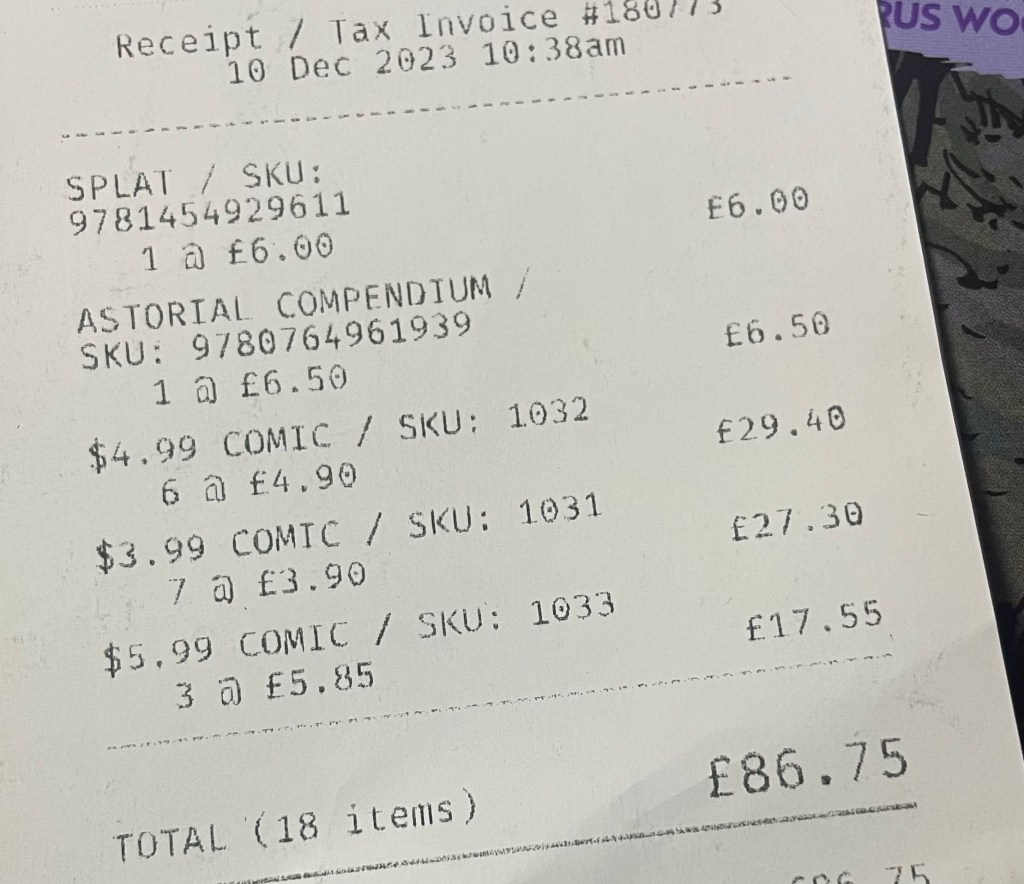 Receipt / Tax Invoice #180773
10 Dec 2023 10:38am
SPLAT / SKU:
9781454929611
£6.00
1 @ £6.00
ASTORIAL COMPENDIUM /
SKU: 9780764961939
£6.50
1 @ £6.50
$4.99 COMIC / SKU: 1032
£29.40
6 @ £4.90
$3.99 COMIC / SKU: 1031
£27.30
7 @ £3.90
$5.99 COMIC / SKU: 1033
£17.55
3 @ £5.85
TOTAL (18 items)
£86.75